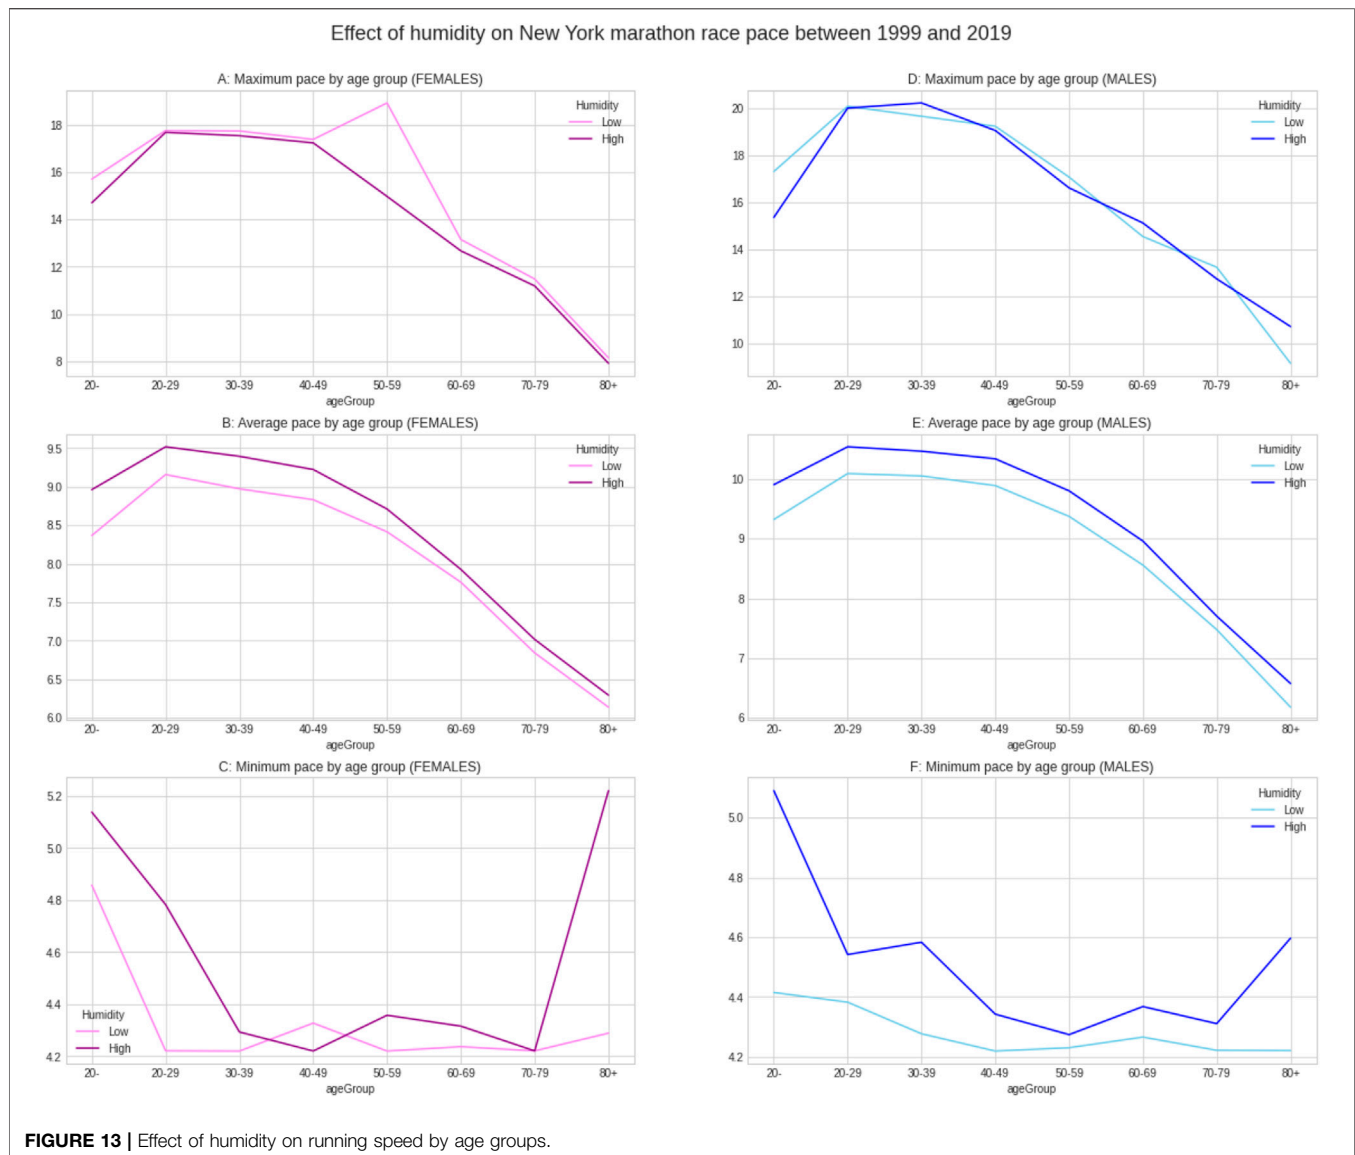 Effect of humidity on New York marathon race pace between 1999 and 2019
A: Maximum pace by age group (FEMALES)
Humidity
Low
High
18
16
14
12
10
8
20- 20-29 30-39 40-49 50-59 60-69 70-79 80+
ageGroup
D: Maximum pace by age group (MALES)
Humidity
Low
High
20
18
16
14
12
10
20- 20-29 30-39 40-49 50-59 60-69 70-79 80+
ageGroup
B: Average pace by age group (FEMALES)
Humidity
Low
High
9.5
9.0
8.5
8.0
7.5
7.0
6.5
6.0
20- 20-29 30-39 40-49 50-59 60-69 70-79 80+
ageGroup
E: Average pace by age group (MALES)
Humidity
Low
High
10
9
8
7
6
20- 20-29 30-39 40-49 50-59 60-69 70-79 80+
ageGroup
C: Minimum pace by age group (FEMALES)
5.2
5.0
4.8
4.6
4.4
4.2
Humidity
Low
High
20- 20-29 30-39 40-49 50-59 60-69 70-79 80+
ageGroup
F: Minimum pace by age group (MALES)
Humidity
Low
High
5.0
4.8
4.6
4.4
4.2
20- 20-29 30-39 40-49 50-59 60-69 70-79 80+
ageGroup
FIGURE 13 | Effect of humidity on running speed by age groups.